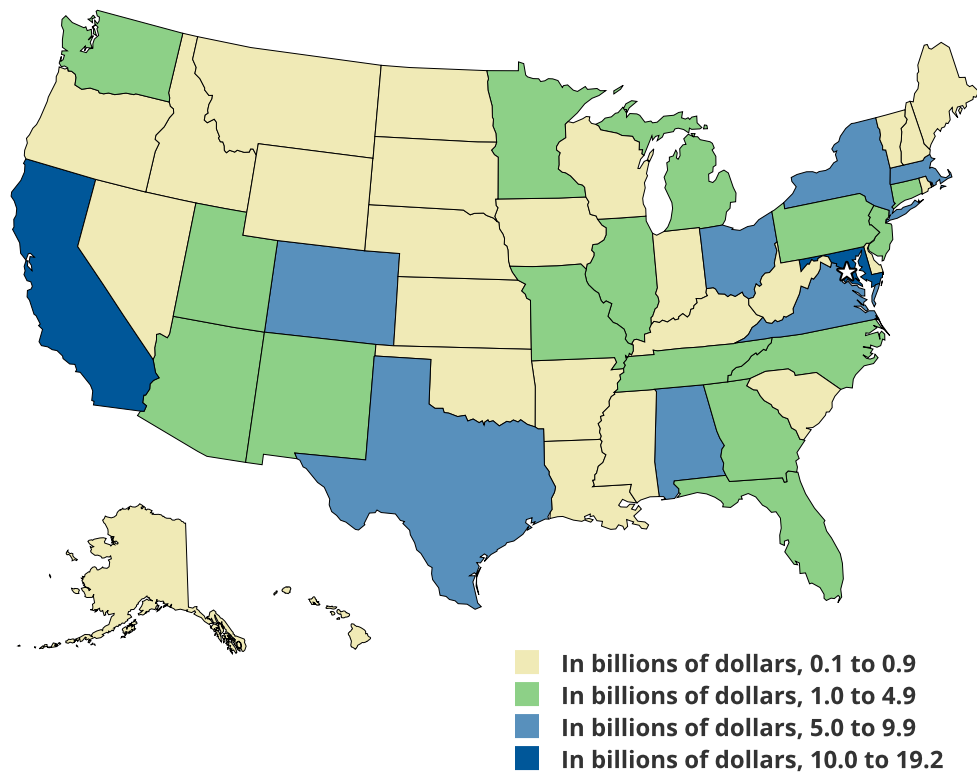 In billions of dollars, 0.1 to 0.9
In billions of dollars, 1.0 to 4.9
In billions of dollars, 5.0 to 9.9
In billions of dollars, 10.0 to 19.2